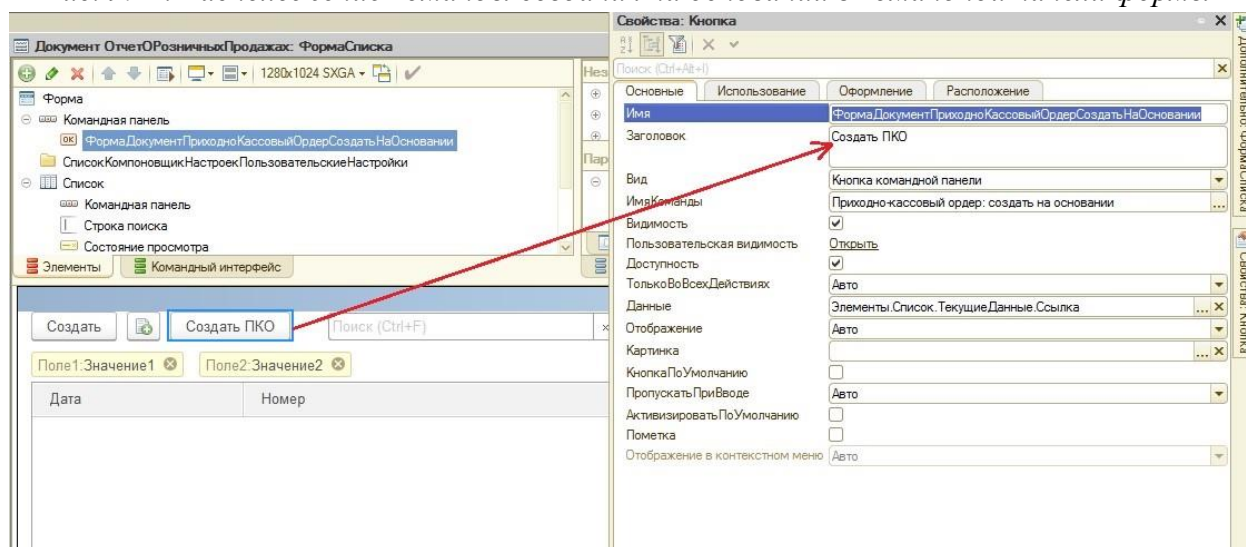 Свойства: Кнопка
Документ ОтчетОРозничныхПродажах: ФормаСписка
1280x1024 SXGA
Форма
Командная панель
ФормаДокументПриходноКассовыйОрдерСоздатьНаОсновании
СписокКомпоновщикНастроекПользовательскиеНастройки
Список
Командная панель
Строка поиска
Состояние просмотра
Элементы
Командный интерфейс
Нез
Пар
Создать
Создать ПКО
Поиск (Ctrl+F)
Поле1:Значение1
Поле2:Значение2
Дата
Номер
Поиск (Ctrl+Alt+I)
Основные
Использование
Оформление
Расположение
Имя
ФормаДокументПриходноКассовыйОрдерСоздатьНаОсновании
Заголовок
Создать ПКО
Вид
Кнопка командной панели
ИмяКоманды
Приходно-кассовый ордер: создать на основании
...
Видимость
Пользовательская видимость
Открыть
Доступность
ТолькоВоВсехДействиях
Авто
Данные
Элементы.Список.ТекущиеДанные.Ссылка
...
Отображение
Авто
Картинка
...
КнопкаПоУмолчанию
ПропускатьПриВводе
Авто
АктивизироватьПоУмолчанию
Пометка
Отображение в контекстном меню
Авто
Дополнительно: ФормаСписка
Свойства: Кнопка